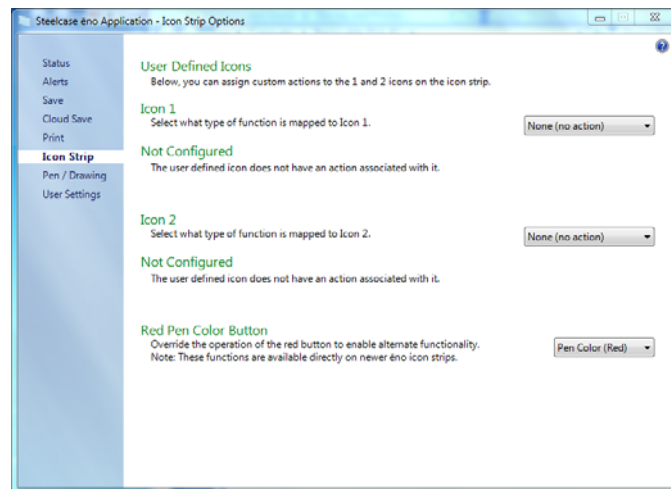 Steelcase ēno Application - Icon Strip Options
Status
Alerts
Save
Cloud Save
Print
Icon Strip
Pen / Drawing
User Settings
User Defined Icons
Below, you can assign custom actions to the 1 and 2 icons on the icon strip.
Icon 1
Select what type of function is mapped to Icon 1.
None (no action)
Not Configured
The user defined icon does not have an action associated with it.
Icon 2
Select what type of function is mapped to Icon 2.
None (no action)
Not Configured
The user defined icon does not have an action associated with it.
Red Pen Color Button
Override the operation of the red button to enable alternate functionality.
Note: These functions are available directly on newer ēno icon strips.
Pen Color (Red)